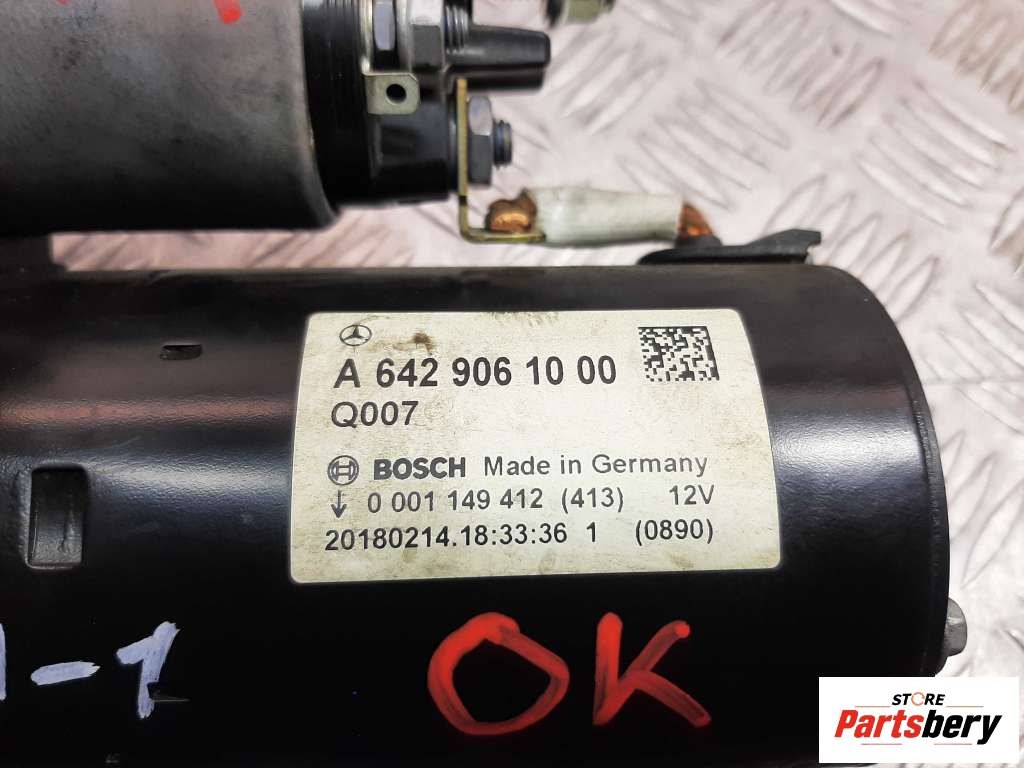 A 642 906 10 00
Q007
BOSCH Made in Germany
0 001 149 412 (413) 12V
20180214.18:33:36 1 (0890)
-1 OK
STORE
Partsbery